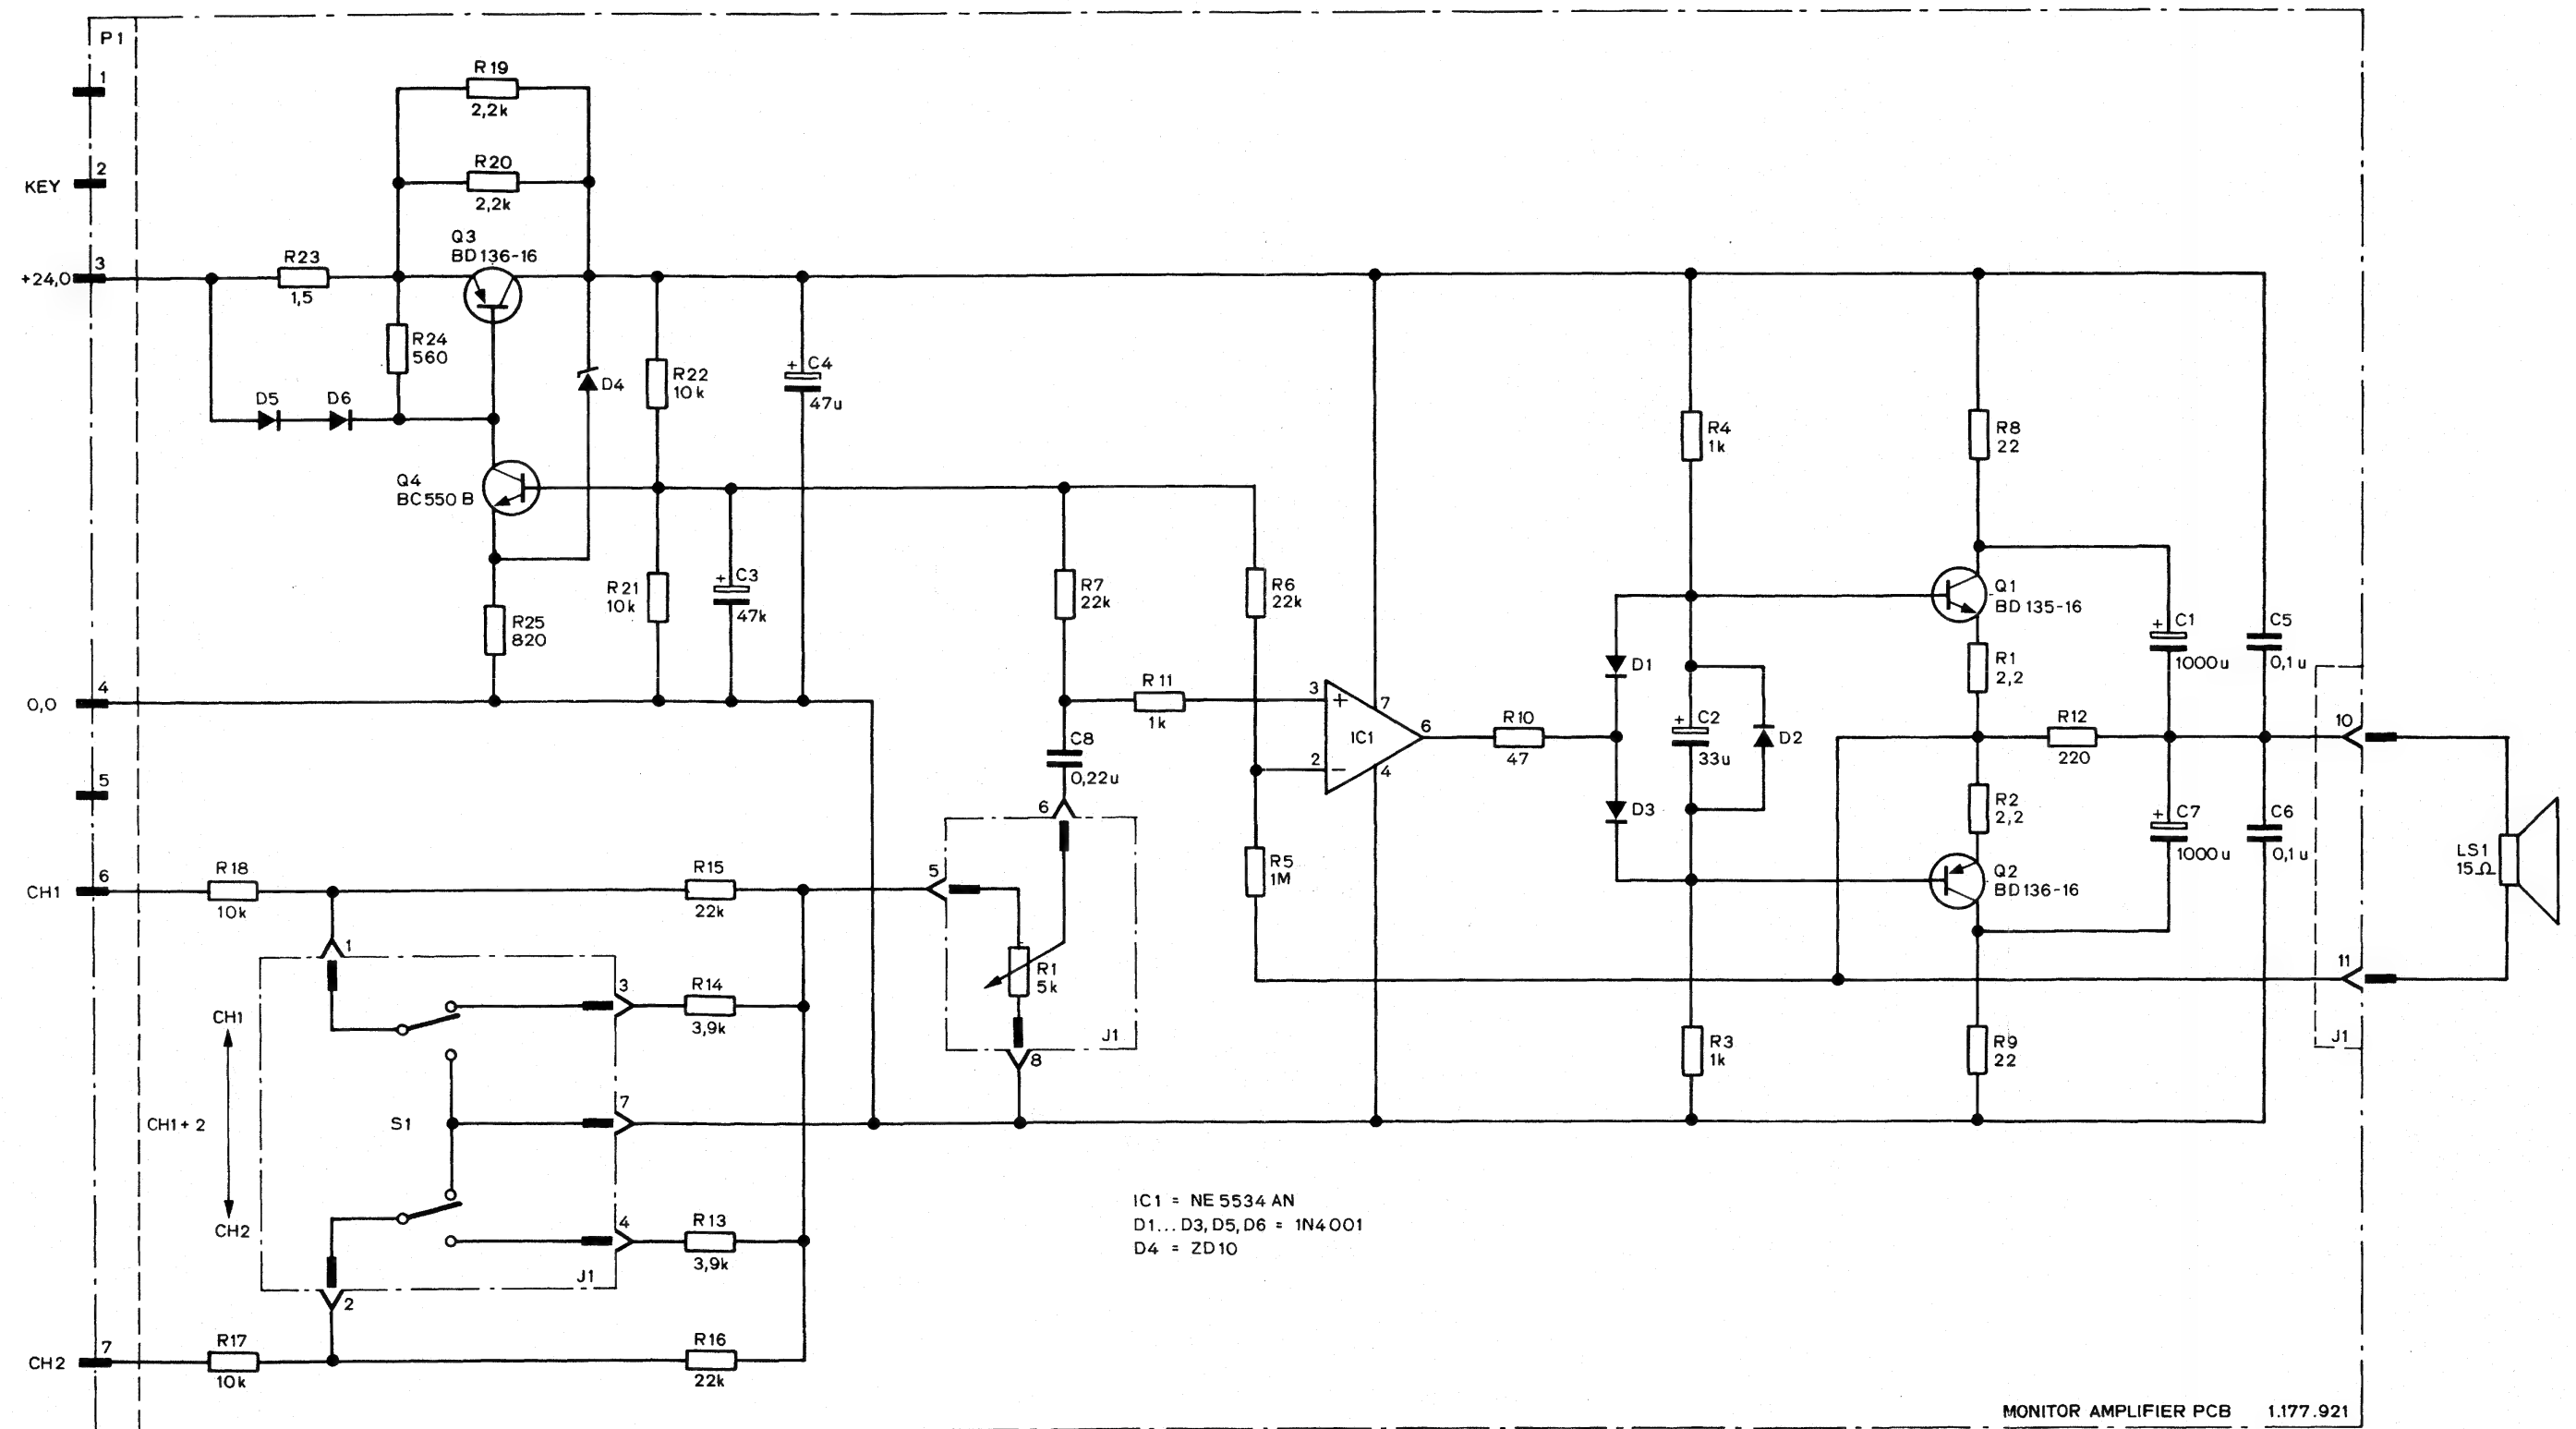 P1
1
2
KEY
3
+24,0
4
0,0
5
6
CH1
7
CH2
R19
2,2k
R20
2,2k
Q3
BD136-16
R23
1,5
R24
560
D5
D6
D4
R22
10k
C4
+
47u
Q4
BC550 B
R25
820
R21
10k
C3
+
47k
R7
22k
R6
22k
R11
1k
C8
0,22u
3
+
2
−
IC1
7
4
6
R5
1M
R10
47
D1
D3
R4
1k
C2
+
33u
D2
R3
1k
R8
22
Q1
BD 135-16
R1
2,2
R12
220
R2
2,2
Q2
BD 136-16
R9
22
C1
+
1000u
C7
+
1000u
C5
0,1u
C6
0,1u
10
11
J1
LS1
15Ω
R18
10k
R15
22k
5
6
R1
5k
8
J1
1
3
R14
3,9k
CH1
CH1+2
CH2
S1
7
4
R13
3,9k
J1
2
R17
10k
R16
22k
IC1 = NE 5534 AN
D1...D3, D5, D6 = 1N4001
D4 = ZD10
MONITOR AMPLIFIER PCB 1.177.921